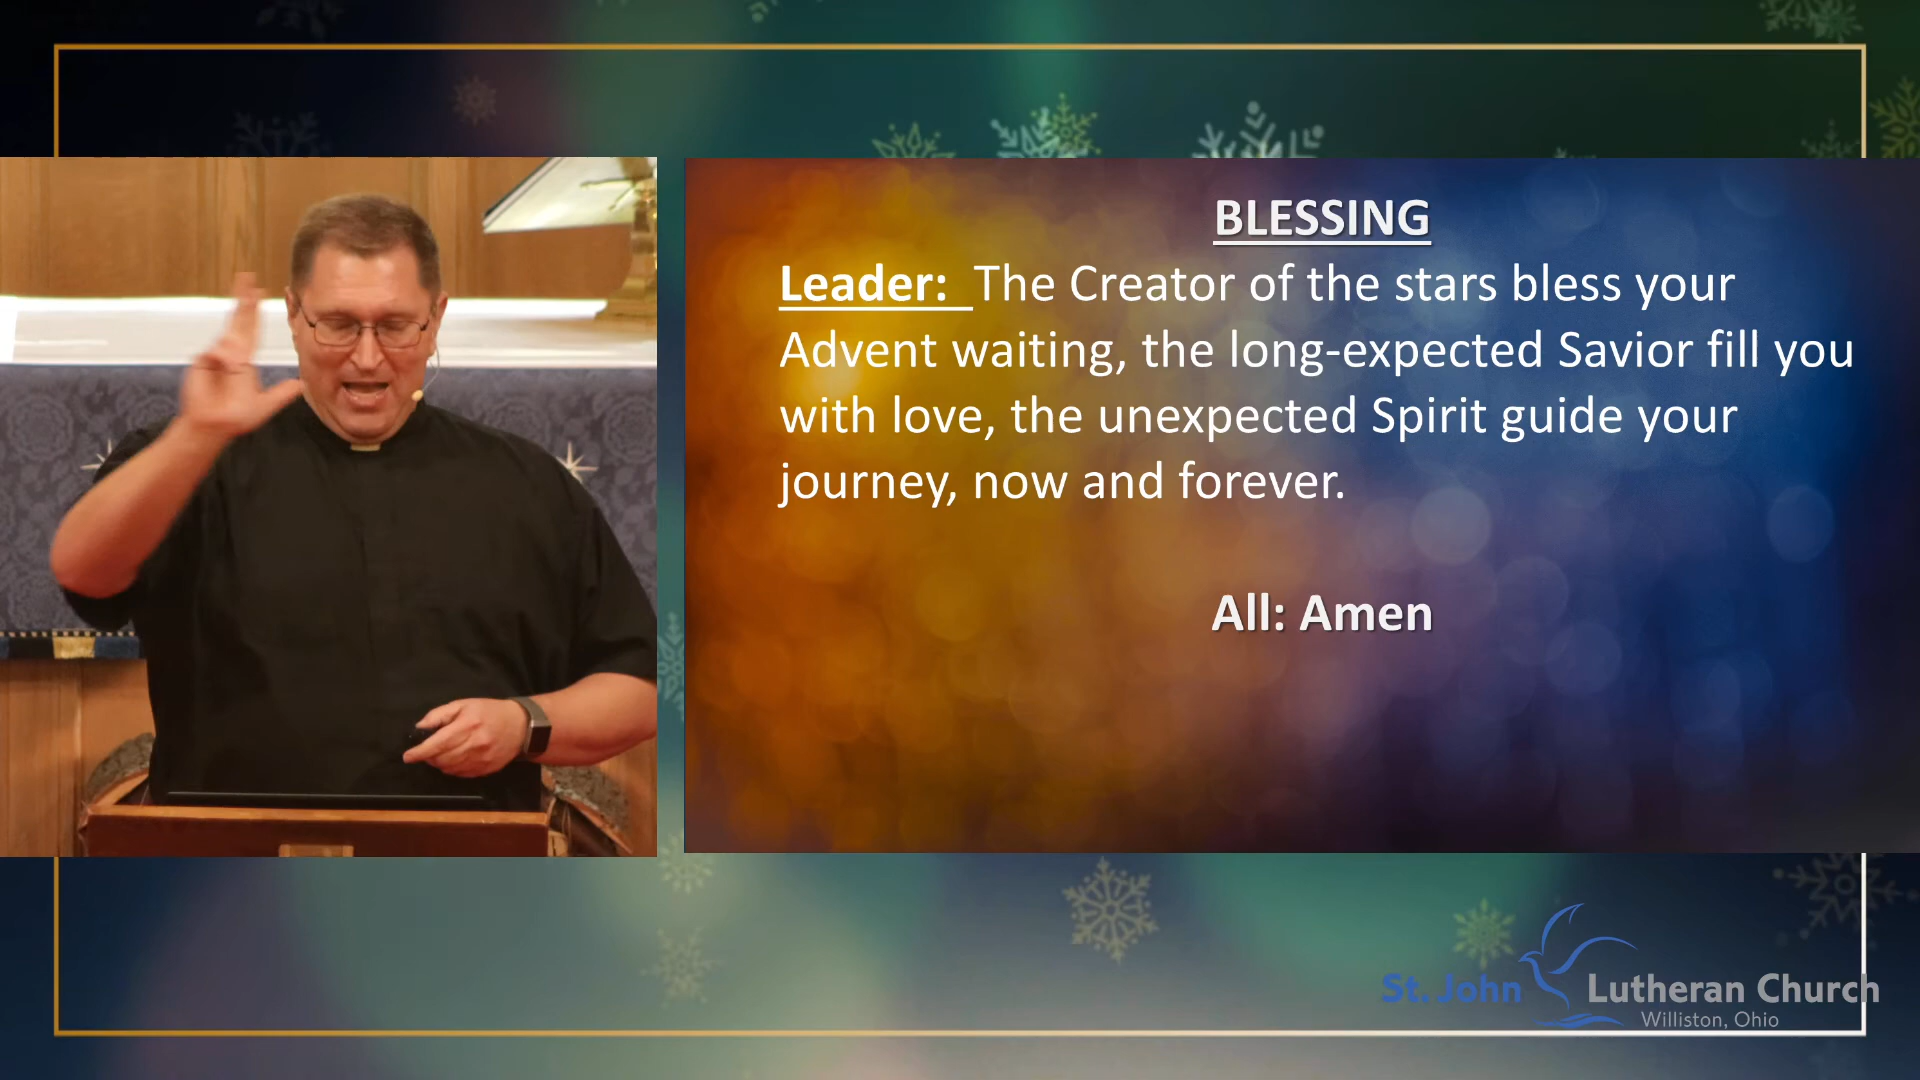 BLESSING
Leader: The Creator of the stars bless your
Advent waiting, the long-expected Savior fill you
with love, the unexpected Spirit guide your
journey, now and forever.
All: Amen
St. John Lutheran Church
Williston, Ohio